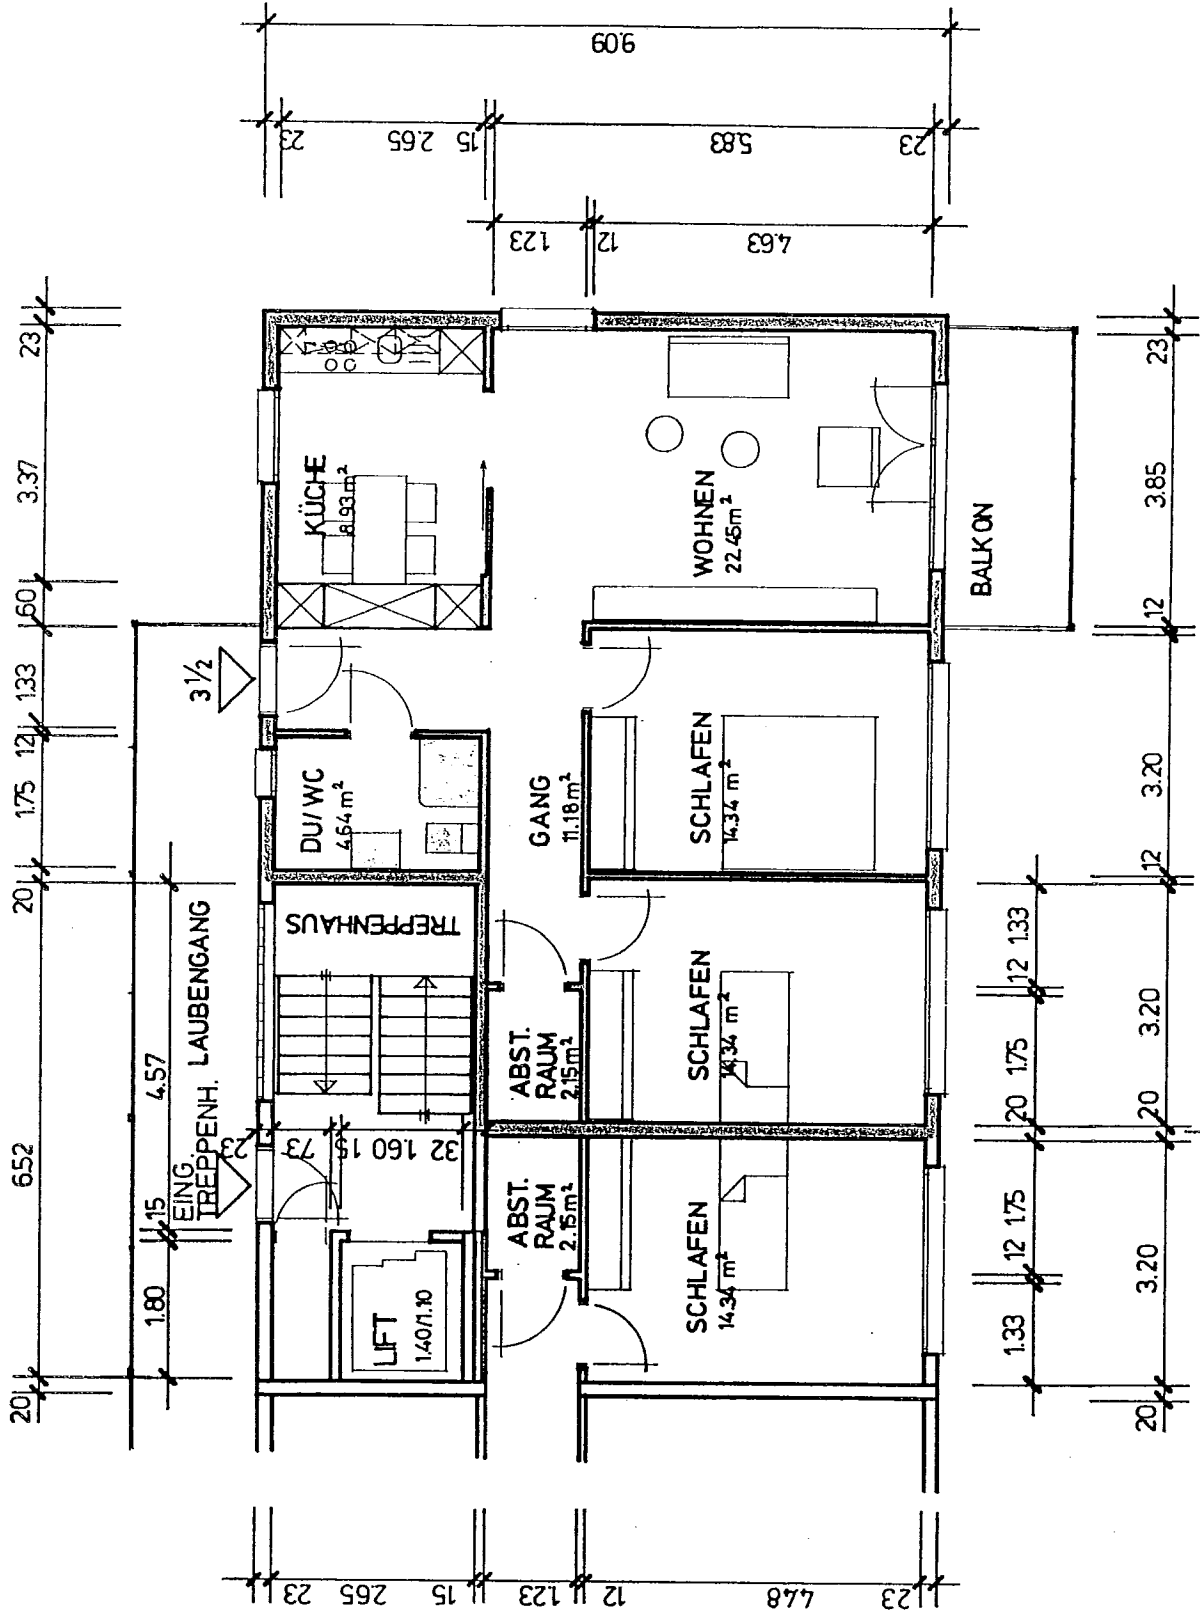 9.09
23
2.65
15
5.83
23
1.23
12
4.63
23
3.37
60
1.33
12
1.75
20
6.52
20
4.57
15
1.80
3 1/2
KÜCHE
8.93 m²
WOHNEN
22.45 m²
BALKON
DU/WC
4.64 m²
GANG
11.18 m²
SCHLAFEN
14.34 m²
TREPPENHAUS
LAUBENGANG
EING.
TREPPENH.
ABST.
RAUM
2.15 m²
SCHLAFEN
14.34 m²
23
73
15
1.60
32
LIFT
1.40/1.10
ABST.
RAUM
2.15 m²
SCHLAFEN
14.34 m²
23
3.85
12
3.20
12
3.20
20
3.20
20
1.33
12
1.75
20
1.75
12
1.33
23
2.65
15
1.23
12
4.48
23